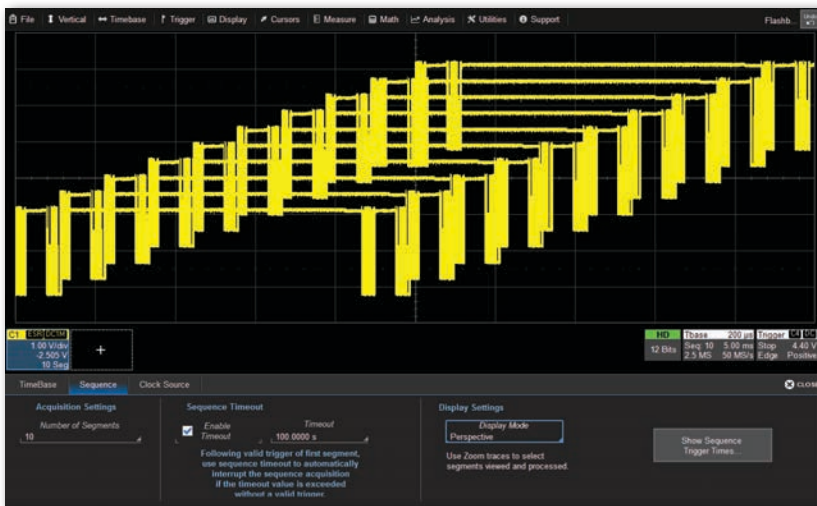 File Vertical Timebase Trigger Display Cursors Measure Math Analysis Utilities Support Flashb... Undo
C1 ESR DC1M
1.00 V/div
-2.505 V
10 Seg
+
HD
12 Bits
Tbase 200 µs
Seq: 10 5.00 ms
2.5 MS 50 MS/s
Trigger C4 DC
Stop 4.40 V
Edge Positive
TimeBase Sequence Clock Source CLOSE
Acquisition Settings
Number of Segments
10
Sequence Timeout
Enable
Timeout
Timeout
100.0000 s
Following valid trigger of first segment,
use sequence timeout to automatically
interrupt the sequence acquisition
if the timeout value is exceeded
without a valid trigger.
Display Settings
Display Mode
Perspective
Use Zoom traces to select
segments viewed and processed.
Show Sequence
Trigger Times...